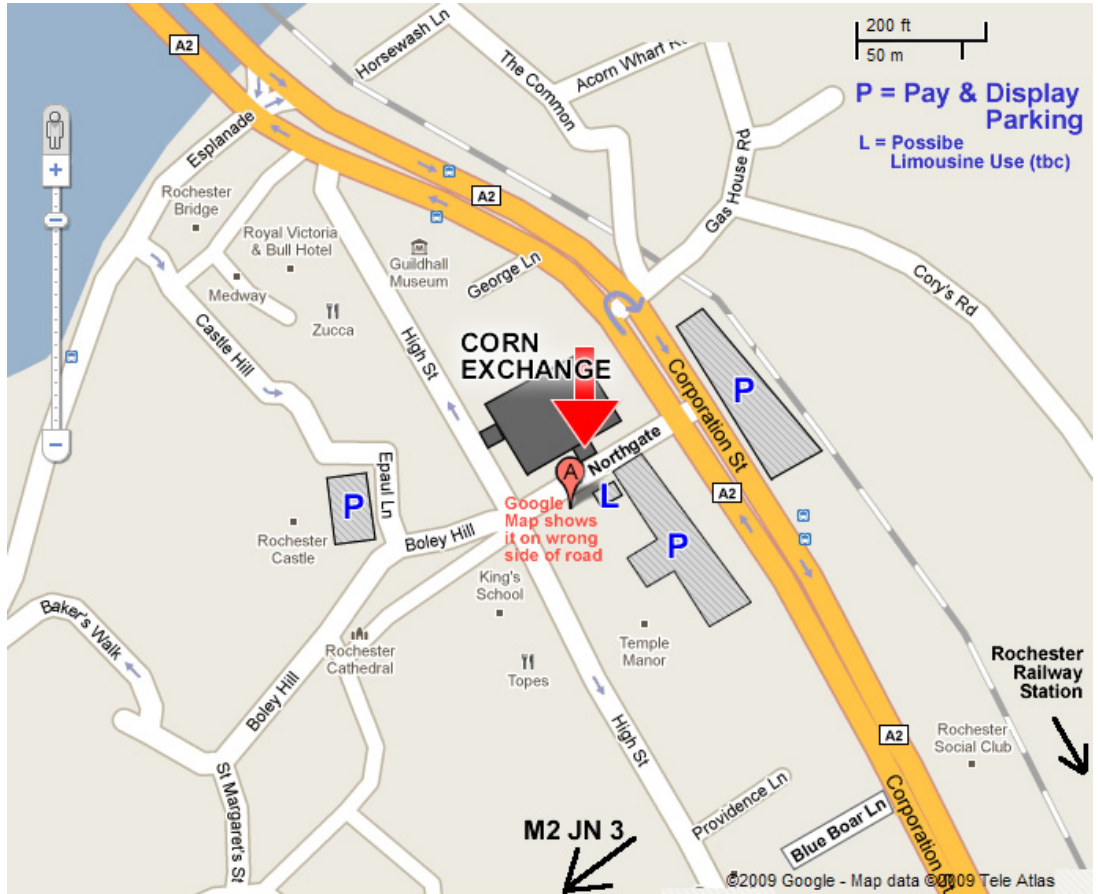 A2
Horsewash Ln
The Common
Acorn Wharf Rd
200 ft
50 m
P = Pay & Display
Parking
L = Possibe
Limousine Use (tbc)
Esplanade
Rochester
Bridge
Royal Victoria
& Bull Hotel
Medway
Zucca
Guildhall
Museum
George Ln
A2
Gas House Rd
Cory's Rd
Castle Hill
High St
CORN
EXCHANGE
Corporation St
P
Northgate
A
L
Google
Map shows
it on wrong
side of road
P
A2
Epaul Ln
P
Rochester
Castle
Boley Hill
King's
School
Baker's Walk
Rochester
Cathedral
Topes
Temple
Manor
Boley Hill
High St
Rochester
Railway
Station
Rochester
Social Club
A2
St Margaret's St
Providence Ln
Blue Boar Ln
Corporation
M2 JN 3
©2009 Google - Map data ©2009 Tele Atlas